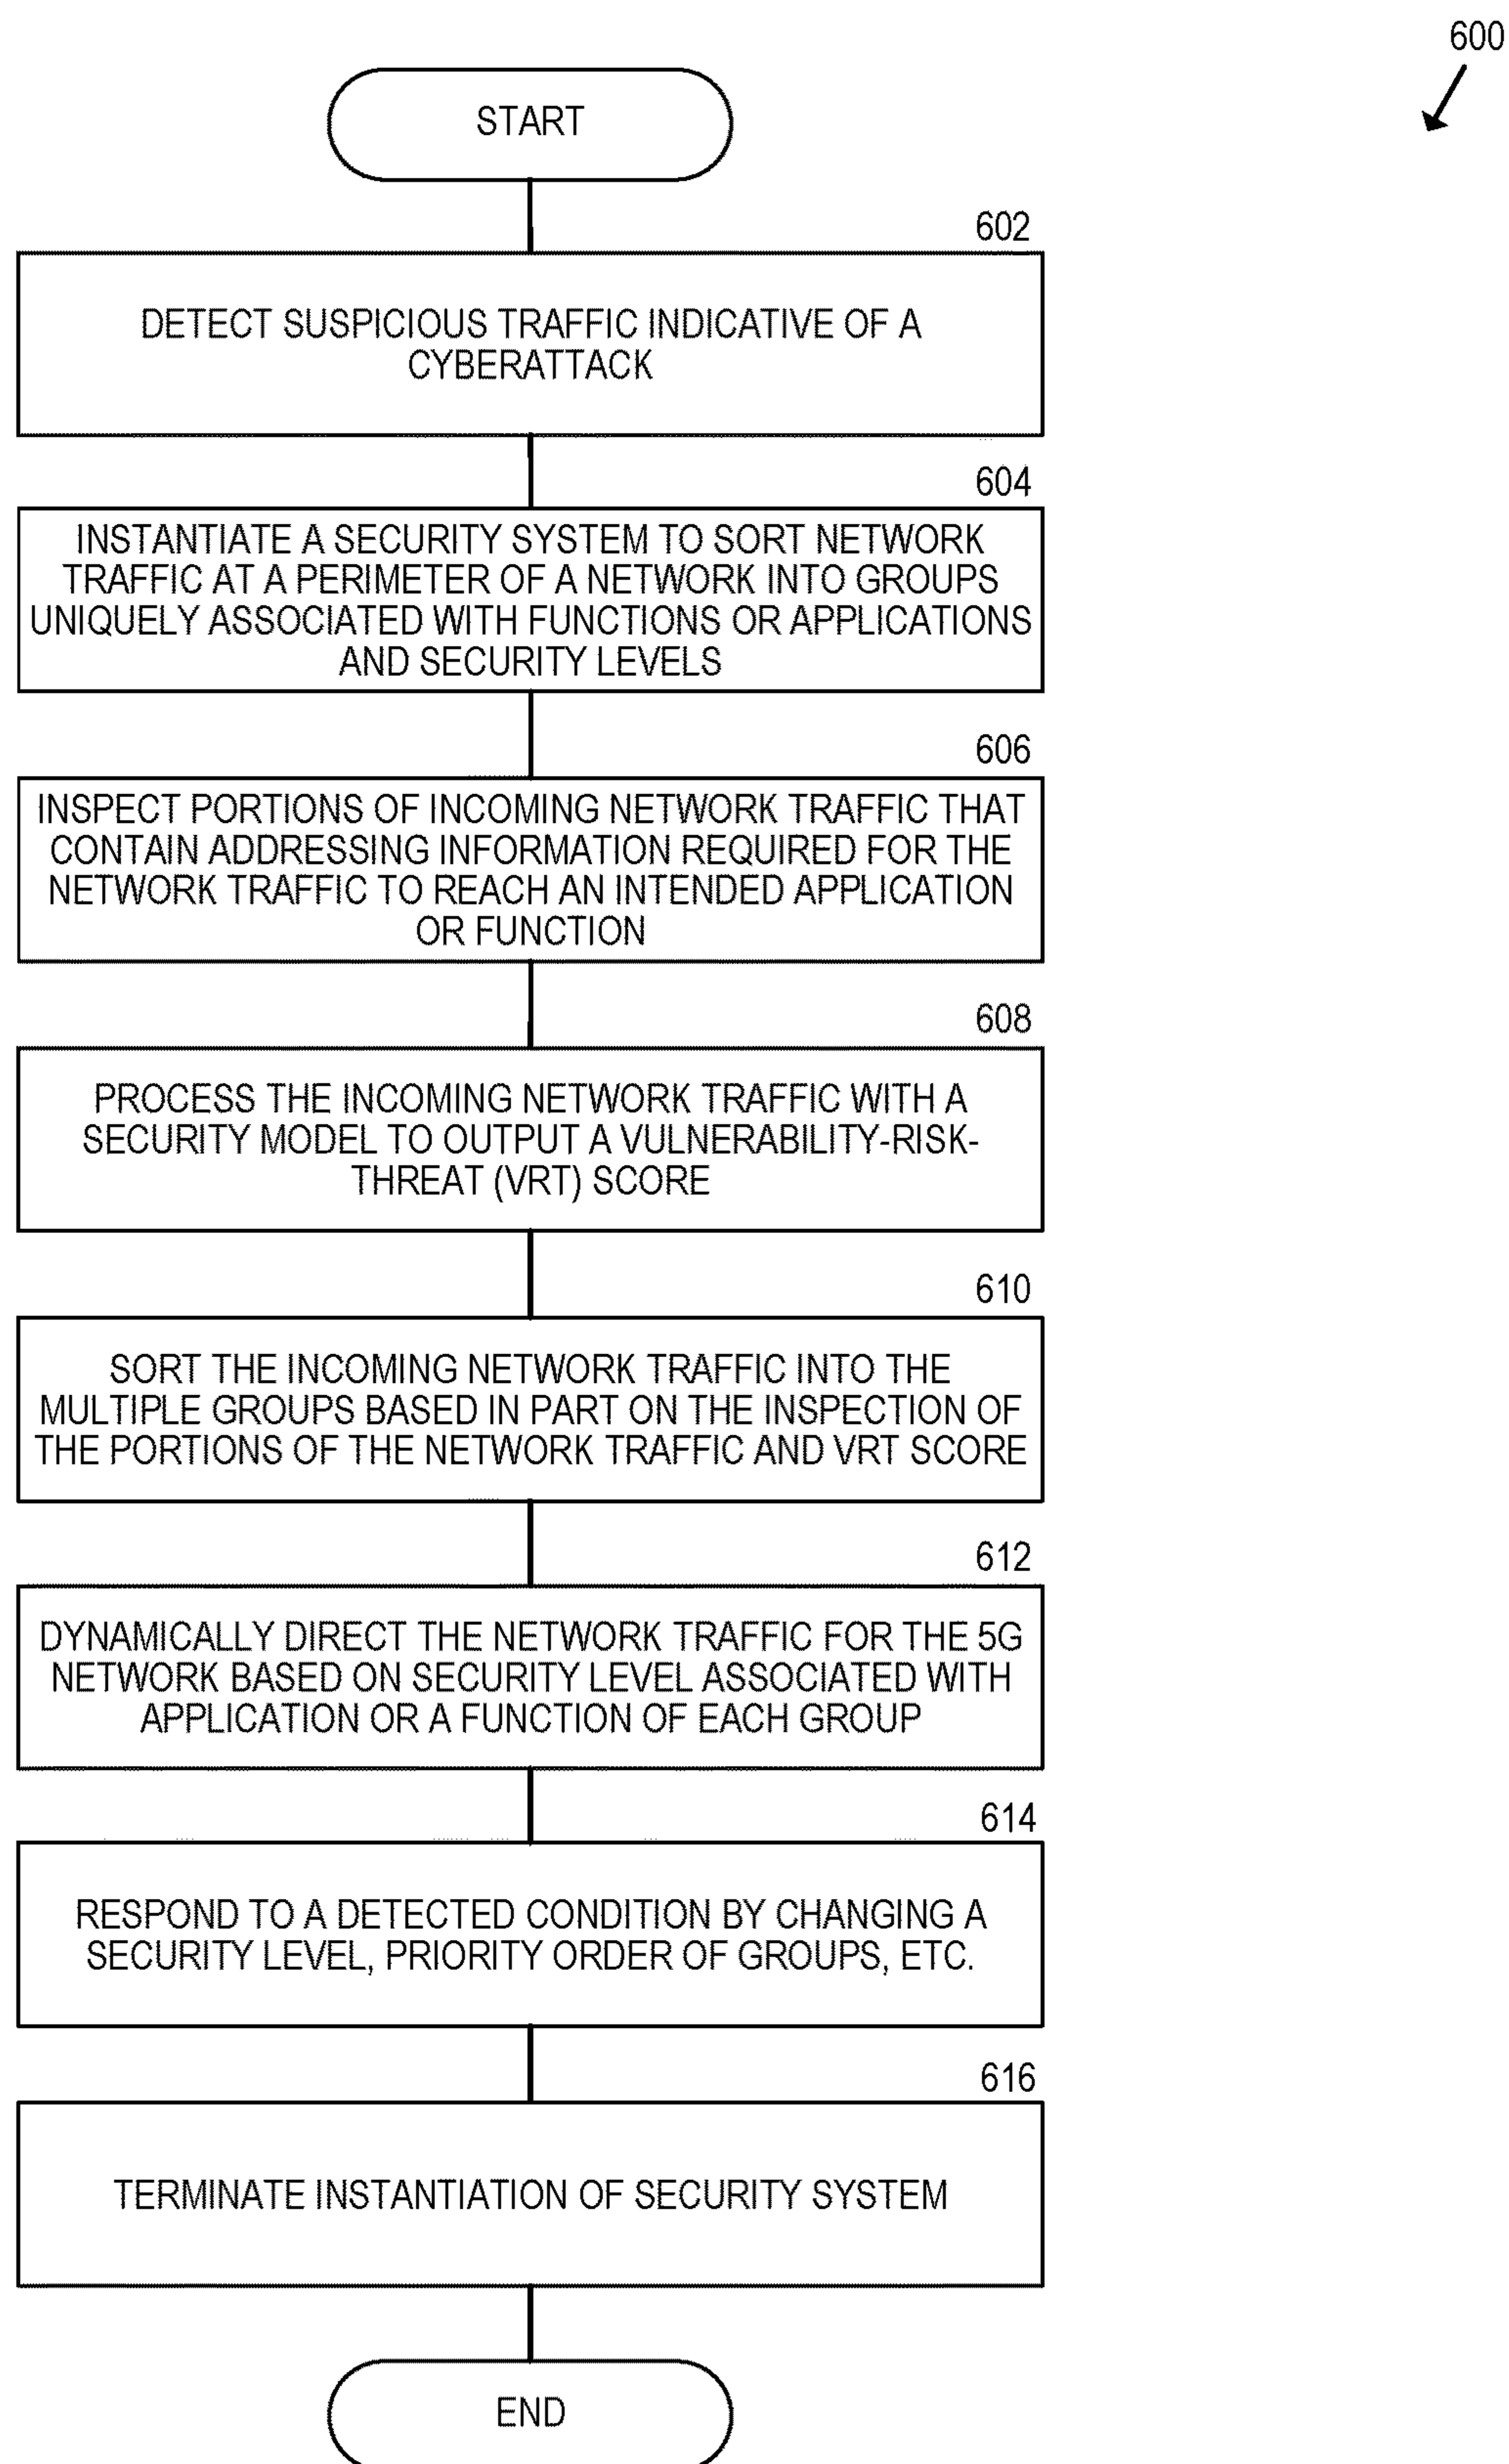 600
START
602
DETECT SUSPICIOUS TRAFFIC INDICATIVE OF A
CYBERATTACK
604
INSTANTIATE A SECURITY SYSTEM TO SORT NETWORK
TRAFFIC AT A PERIMETER OF A NETWORK INTO GROUPS
UNIQUELY ASSOCIATED WITH FUNCTIONS OR APPLICATIONS
AND SECURITY LEVELS
606
INSPECT PORTIONS OF INCOMING NETWORK TRAFFIC THAT
CONTAIN ADDRESSING INFORMATION REQUIRED FOR THE
NETWORK TRAFFIC TO REACH AN INTENDED APPLICATION
OR FUNCTION
608
PROCESS THE INCOMING NETWORK TRAFFIC WITH A
SECURITY MODEL TO OUTPUT A VULNERABILITY-RISK-
THREAT (VRT) SCORE
610
SORT THE INCOMING NETWORK TRAFFIC INTO THE
MULTIPLE GROUPS BASED IN PART ON THE INSPECTION OF
THE PORTIONS OF THE NETWORK TRAFFIC AND VRT SCORE
612
DYNAMICALLY DIRECT THE NETWORK TRAFFIC FOR THE 5G
NETWORK BASED ON SECURITY LEVEL ASSOCIATED WITH
APPLICATION OR A FUNCTION OF EACH GROUP
614
RESPOND TO A DETECTED CONDITION BY CHANGING A
SECURITY LEVEL, PRIORITY ORDER OF GROUPS, ETC.
616
TERMINATE INSTANTIATION OF SECURITY SYSTEM
END